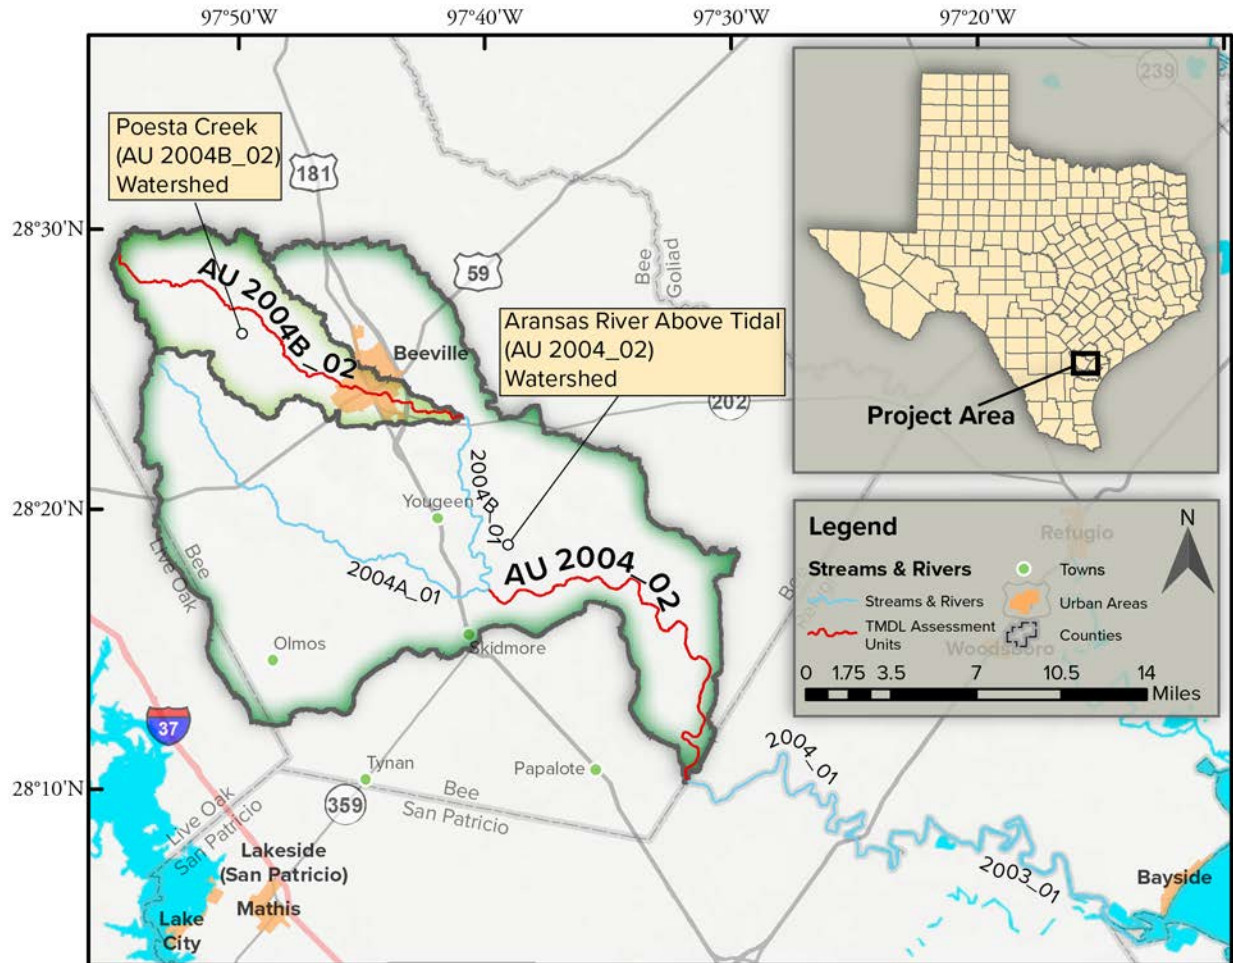 97°50'W
97°40'W
97°30'W
97°20'W
239
Poesta Creek
(AU 2004B_02)
Watershed
181
28°30'N
Bee
Goliad
59
AU 2004B_02
Aransas River Above Tidal
(AU 2004_02)
Watershed
Beeville
202
Project Area
2004B_01
28°20'N
Yougeen
Legend
N
Refugio
Streams & Rivers
Towns
Streams & Rivers
Urban Areas
TMDL Assessment
Units
Counties
Woodsboro
0 1.75 3.5 7 10.5 14
Miles
Bee
Live Oak
2004A_01
AU 2004_02
Olmos
Skidmore
37
2004_01
Tynan
Papalote
28°10'N
Bee
San Patricio
359
Live Oak
San Patricio
Lakeside
(San Patricio)
Mathis
Lake
City
2003_01
Bayside